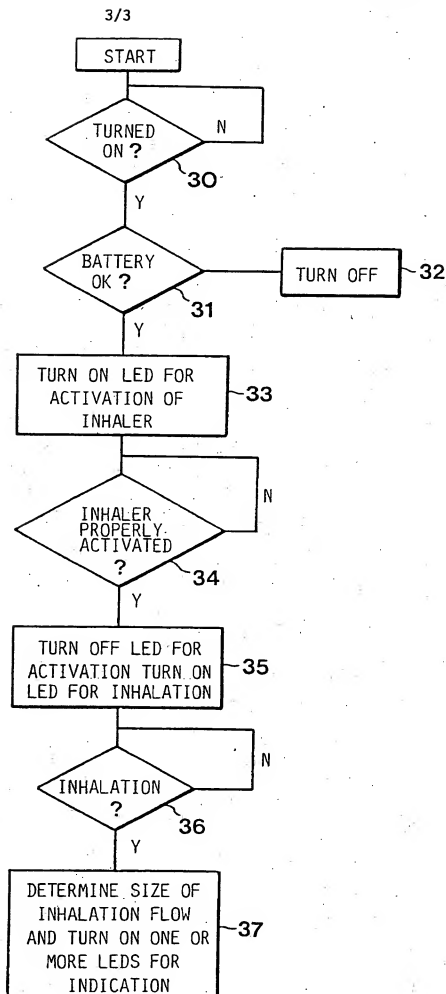 3/3
START
TURNED
ON ?
N
30
Y
BATTERY
OK ?
31
TURN OFF
32
Y
TURN ON LED FOR
ACTIVATION OF
INHALER
33
N
INHALER
PROPERLY
ACTIVATED
?
34
Y
TURN OFF LED FOR
ACTIVATION TURN ON
LED FOR INHALATION
35
N
INHALATION
?
36
Y
DETERMINE SIZE OF
INHALATION FLOW
AND TURN ON ONE OR
MORE LEDS FOR
INDICATION
37